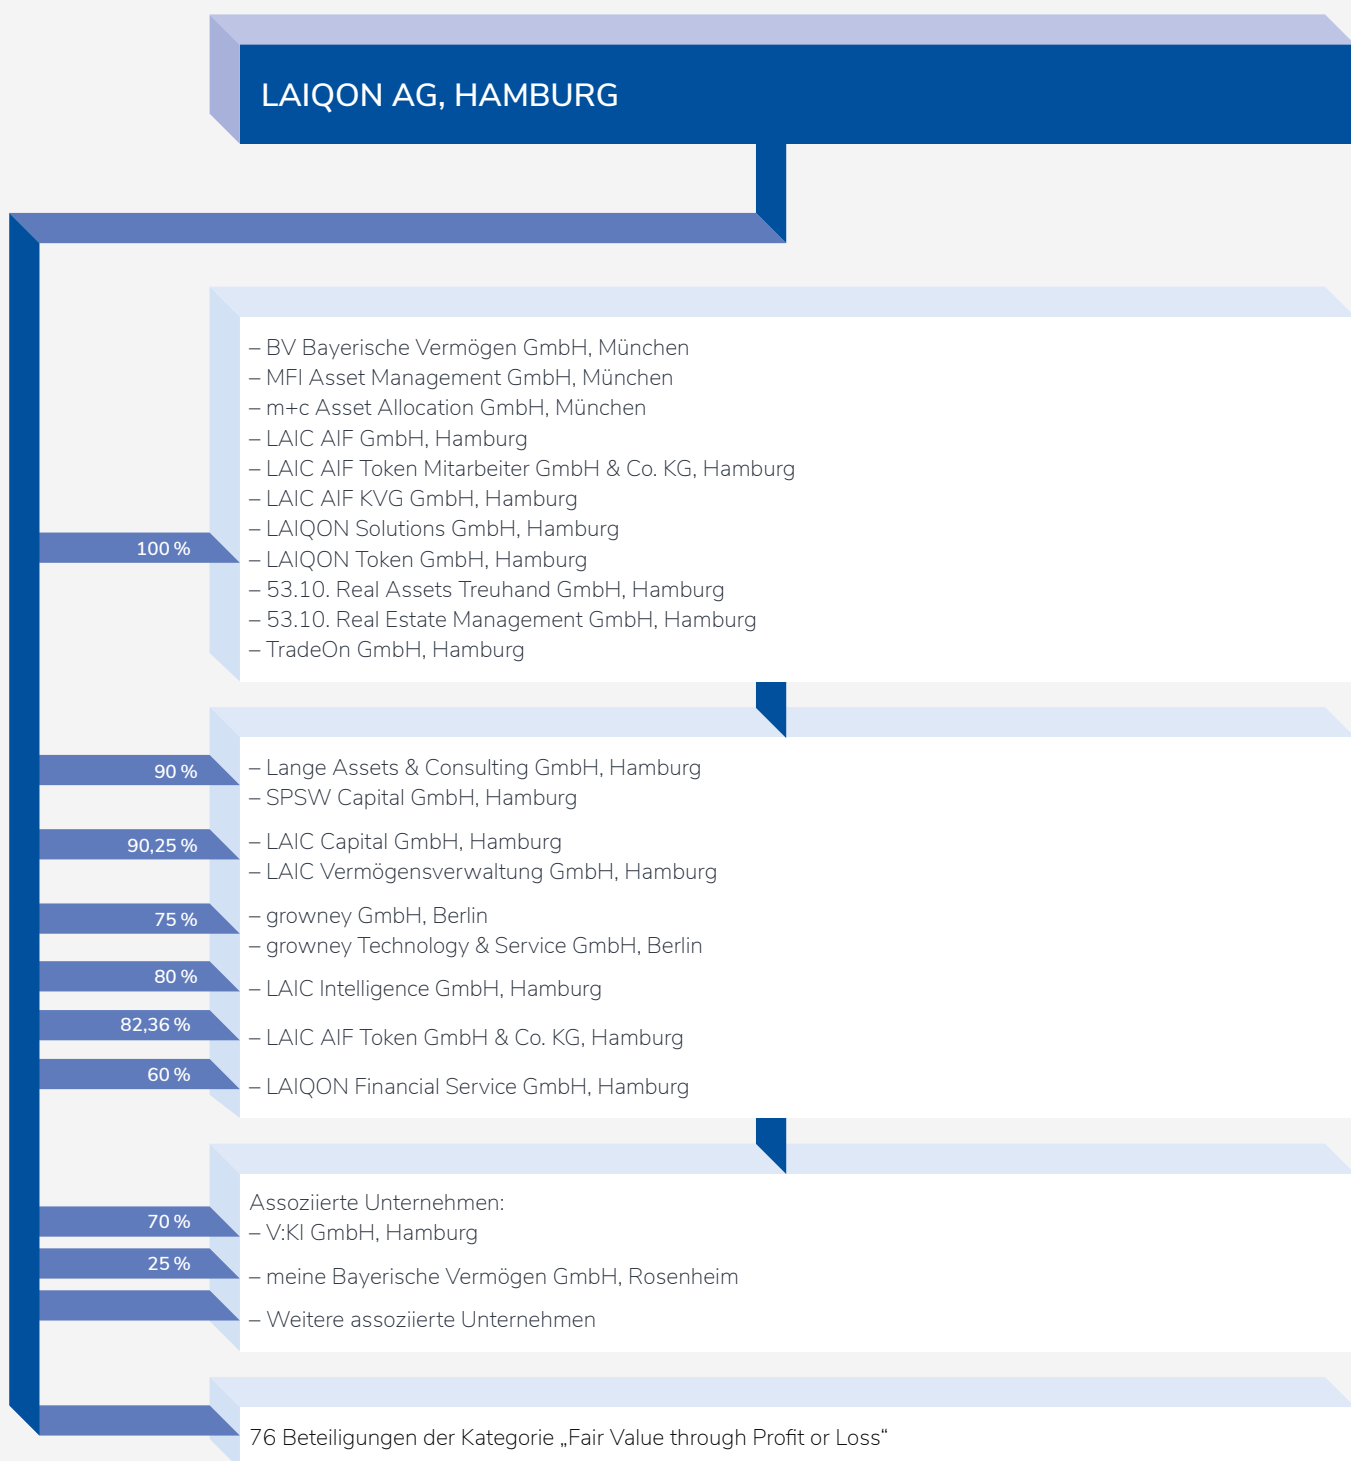 LAIQON AG, HAMBURG
– BV Bayerische Vermögen GmbH, München
– MFI Asset Management GmbH, München
– m+c Asset Allocation GmbH, München
– LAIC AIF GmbH, Hamburg
– LAIC AIF Token Mitarbeiter GmbH & Co. KG, Hamburg
– LAIC AIF KVG GmbH, Hamburg
– LAIQON Solutions GmbH, Hamburg
100 %
– LAIQON Token GmbH, Hamburg
– 53.10. Real Assets Treuhand GmbH, Hamburg
– 53.10. Real Estate Management GmbH, Hamburg
– TradeOn GmbH, Hamburg
90 %
– Lange Assets & Consulting GmbH, Hamburg
– SPSW Capital GmbH, Hamburg
90,25 %
– LAIC Capital GmbH, Hamburg
– LAIC Vermögensverwaltung GmbH, Hamburg
75 %
– growney GmbH, Berlin
– growney Technology & Service GmbH, Berlin
80 %
– LAIC Intelligence GmbH, Hamburg
82,36 %
– LAIC AIF Token GmbH & Co. KG, Hamburg
60 %
– LAIQON Financial Service GmbH, Hamburg
Assoziierte Unternehmen:
70 %
– V:KI GmbH, Hamburg
25 %
– meine Bayerische Vermögen GmbH, Rosenheim
– Weitere assoziierte Unternehmen
76 Beteiligungen der Kategorie „Fair Value through Profit or Loss“